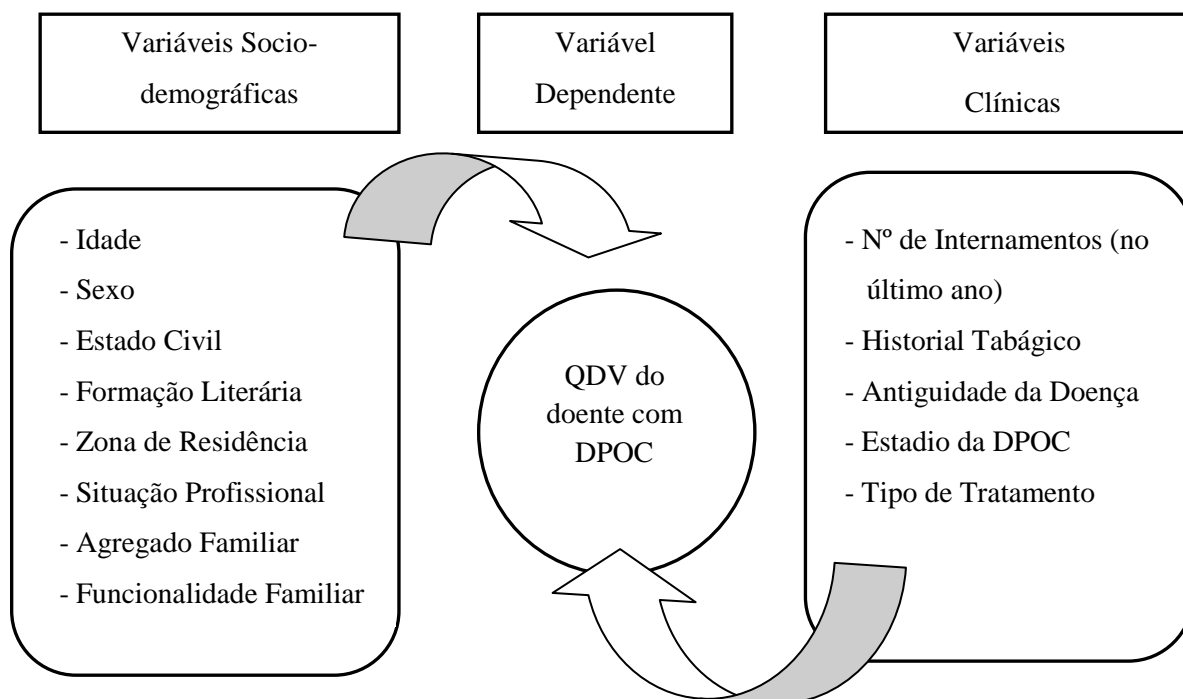 Variáveis Socio-
demográficas
Variável
Dependente
Variáveis
Clínicas
- Idade
- Sexo
- Estado Civil
- Formação Literária
- Zona de Residência
- Situação Profissional
- Agregado Familiar
- Funcionalidade Familiar
QDV do
doente com
DPOC
- Nº de Internamentos (no
último ano)
- Historial Tabágico
- Antiguidade da Doença
- Estadio da DPOC
- Tipo de Tratamento